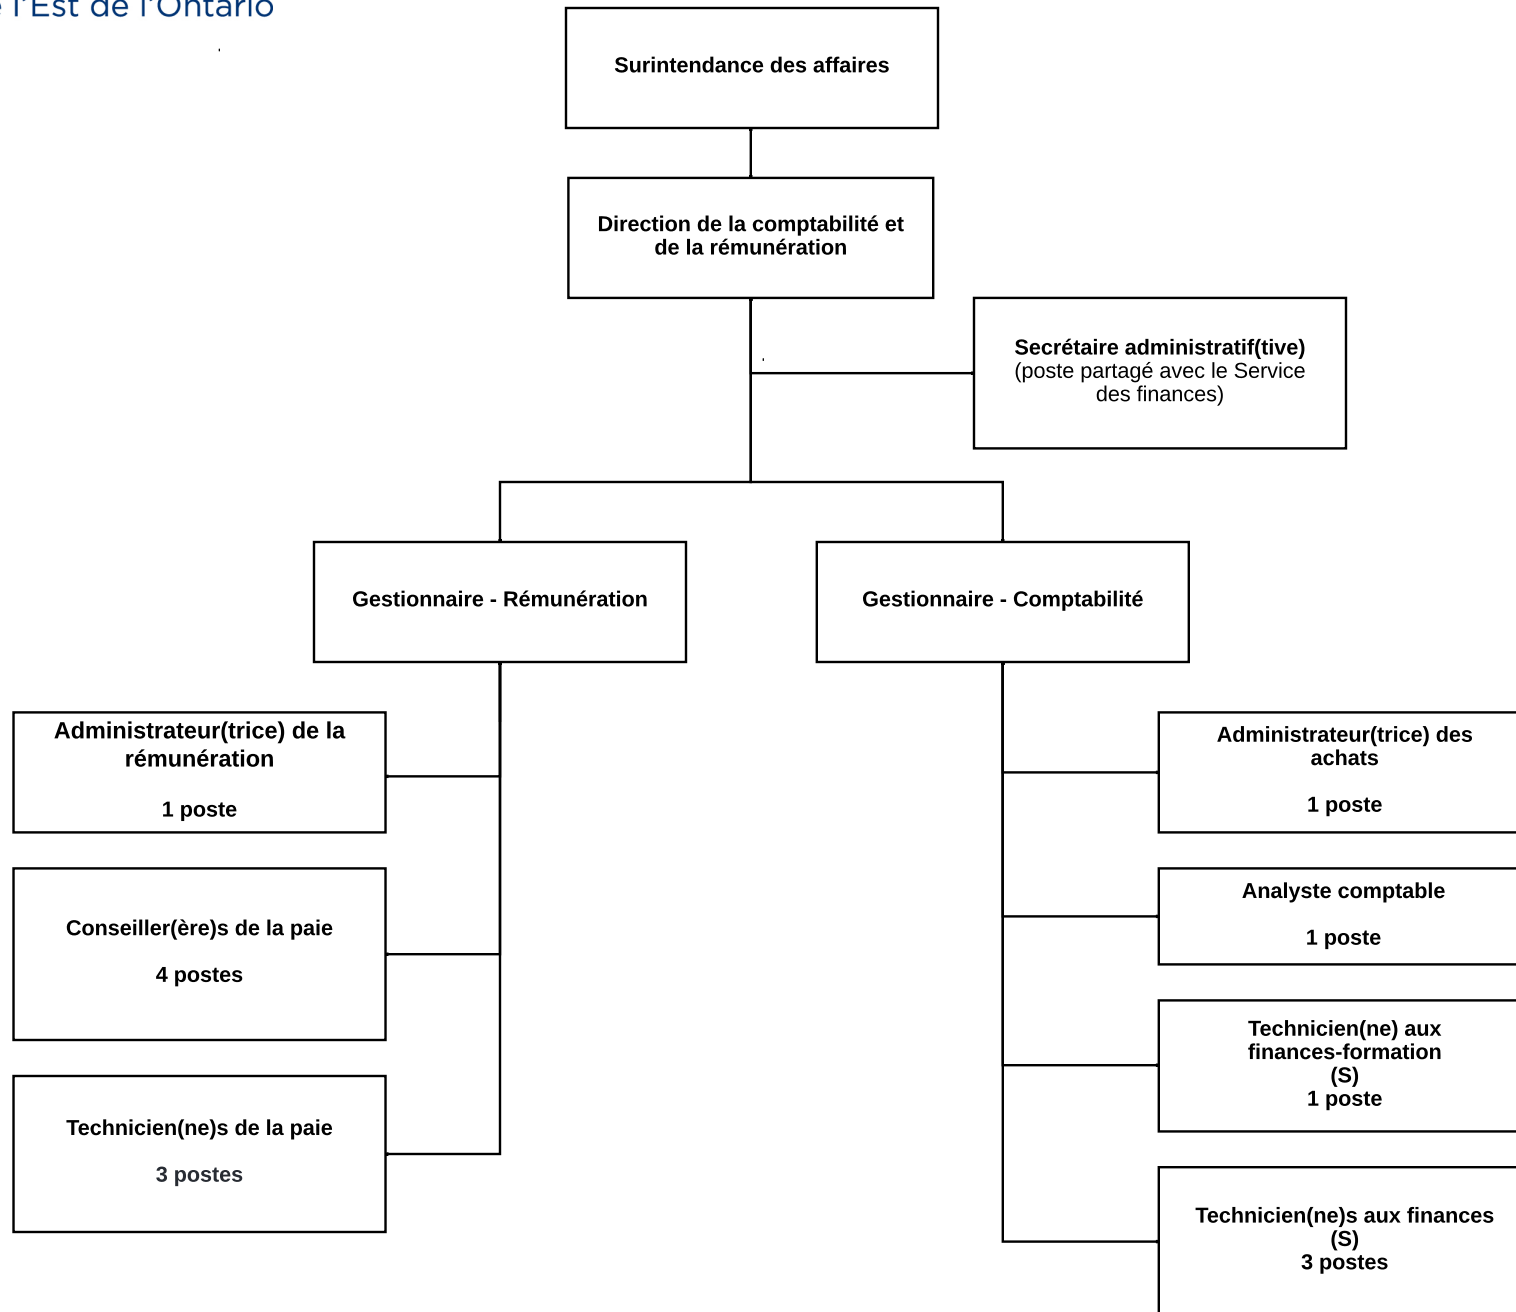 l'Est de l'Ontario
Surintendance des affaires
Direction de la comptabilité et
de la rémunération
Secrétaire administratif(tive)
(poste partagé avec le Service
des finances)
Gestionnaire - Rémunération
Gestionnaire - Comptabilité
Administrateur(trice) de la
rémunération
1 poste
Conseiller(ère)s de la paie
4 postes
Technicien(ne)s de la paie
3 postes
Administrateur(trice) des
achats
1 poste
Analyste comptable
1 poste
Technicien(ne) aux
finances-formation
(S)
1 poste
Technicien(ne)s aux finances
(S)
3 postes